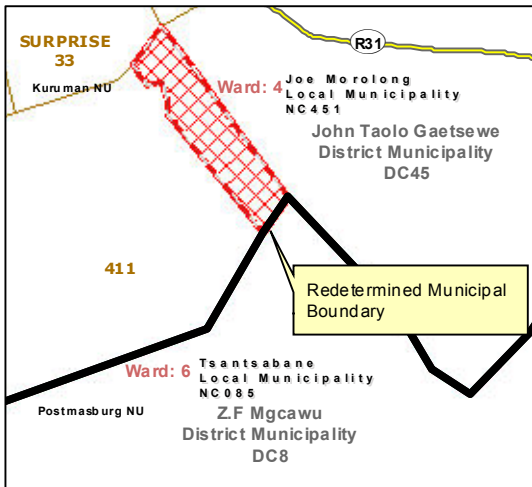 SURPRISE
33
Kuruman NU
R31
Ward: 4
Joe Morolong
Local Municipality
NC451
John Taolo Gaetsewe
District Municipality
DC45
411
Redetermined Municipal
Boundary
Ward: 6
Tsantsabane
Local Municipality
NC085
Postmasburg NU
Z.F Mgcawu
District Municipality
DC8